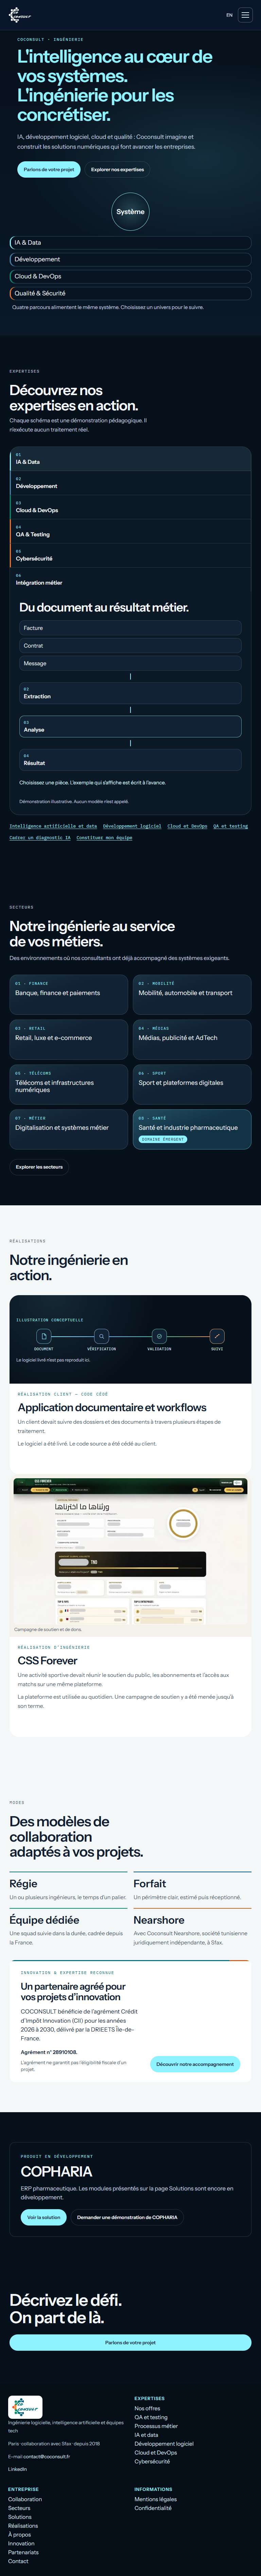 COCONSULT
EN
COCONSULT · INGÉNIERIE
L'intelligence au cœur de
vos systèmes.
L'ingénierie pour les
concrétiser.
IA, développement logiciel, cloud et qualité : Coconsult imagine et
construit les solutions numériques qui font avancer les entreprises.
Parlons de votre projet
Explorer nos expertises
Système
IA & Data
Développement
Cloud & DevOps
Qualité & Sécurité
Quatre parcours alimentent le même système. Choisissez un univers pour le suivre.
EXPERTISES
Découvrez nos
expertises en action.
Chaque schéma est une démonstration pédagogique. Il
n'exécute aucun traitement réel.
01
IA & Data
02
Développement
03
Cloud & DevOps
04
QA & Testing
05
Cybersécurité
06
Intégration métier
Du document au résultat métier.
Facture
Contrat
Message
02
Extraction
03
Analyse
04
Résultat
Choisissez une pièce. L'exemple qui s'affiche est écrit à l'avance.
Démonstration illustrative. Aucun modèle n'est appelé.
Intelligence artificielle et data
Développement logiciel
Cloud et DevOps
QA et testing
Cadrer un diagnostic IA
Constituer mon équipe
SECTEURS
Notre ingénierie au service
de vos métiers.
Des environnements où nos consultants ont déjà accompagné des systèmes exigeants.
01 · FINANCE
Banque, finance et paiements
02 · MOBILITÉ
Mobilité, automobile et transport
03 · RETAIL
Retail, luxe et e-commerce
04 · MÉDIAS
Médias, publicité et AdTech
05 · TÉLÉCOMS
Télécoms et infrastructures
numériques
06 · SPORT
Sport et plateformes digitales
07 · MÉTIER
Digitalisation et systèmes métier
08 · SANTÉ
Santé et industrie pharmaceutique
DOMAINE ÉMERGENT
Explorer les secteurs
RÉALISATIONS
Notre ingénierie en
action.
ILLUSTRATION CONCEPTUELLE
DOCUMENT
VÉRIFICATION
VALIDATION
SUIVI
Le logiciel livré n'est pas reproduit ici.
RÉALISATION CLIENT — CODE CÉDÉ
Application documentaire et workflows
Un client devait suivre des dossiers et des documents à travers plusieurs étapes de
traitement.
Le logiciel a été livré. Le code source a été cédé au client.
CSS FOREVER
Campagne de soutien et de dons.
RÉALISATION D'INGÉNIERIE
CSS Forever
Une activité sportive devait réunir le soutien du public, les abonnements et l'accès aux
matchs sur une même plateforme.
La plateforme est utilisée au quotidien. Une campagne de soutien y a été menée jusqu'à
son terme.
MODES
Des modèles de
collaboration
adaptés à vos projets.
Régie
Un ou plusieurs ingénieurs, le temps d'un palier.
Forfait
Un périmètre clair, estimé puis réceptionné.
Équipe dédiée
Une squad suivie dans la durée, cadrée depuis
la France.
Nearshore
Avec Coconsult Nearshore, société tunisienne
juridiquement indépendante, à Sfax.
INNOVATION & EXPERTISE RECONNUE
Un partenaire agréé pour
vos projets d'innovation
COCONSULT bénéficie de l'agrément Crédit
d'Impôt Innovation (CII) pour les années
2026 à 2030, délivré par la DRIEETS Île-de-
France.
Agrément n° 28910108L
L'agrément ne garantit pas l'éligibilité fiscale d'un
projet.
Découvrir notre accompagnement
PRODUIT EN DÉVELOPPEMENT
COPHARIA
ERP pharmaceutique. Les modules présentés sur la page Solutions sont encore en
développement.
Voir la solution
Demander une démonstration de COPHARIA
Décrivez le défi.
On part de là.
Parlons de votre projet
COCONSULT
Ingénierie logicielle, intelligence artificielle et équipes
tech
Paris · collaboration avec Sfax · depuis 2018
E-mail contact@coconsult.fr
LinkedIn
EXPERTISES
Nos offres
QA et testing
Processus métier
IA et data
Développement logiciel
Cloud et DevOps
Cybersécurité
ENTREPRISE
Collaboration
Secteurs
Solutions
Réalisations
À propos
Innovation
Partenariats
Contact
INFORMATIONS
Mentions légales
Confidentialité